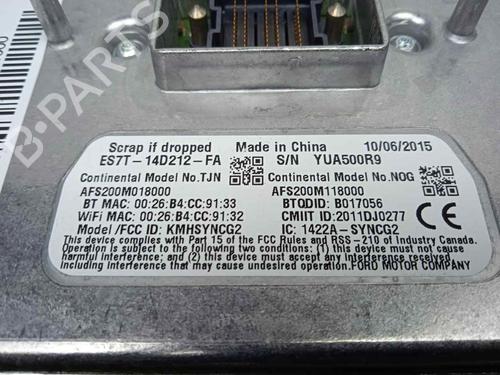 Scrap if dropped Made in China 10/06/2015
ES7T-14D212-FA S/N YUA500R9
Continental Model No.TJN Continental Model No.NOG
AFS200M018000 AFS200M118000
BT MAC: 00:26:B4:CC:91:33 BTQDID: B017056
WiFi MAC: 00:26:B4:CC:91:32 CMIIT ID: 2011DJ0277
Model /FCC ID: KMHSYNCG2 IC: 1422A-SYNCG2
This device complies with Part 15 of the FCC Rules and RSS-210 of Industry Canada.
Operation is subject to the following two conditions: (1) this device may not cause
harmful interference; and (2) this device must accept any interference received
including interference that may cause undesired operation.FORD MOTOR COMPANY